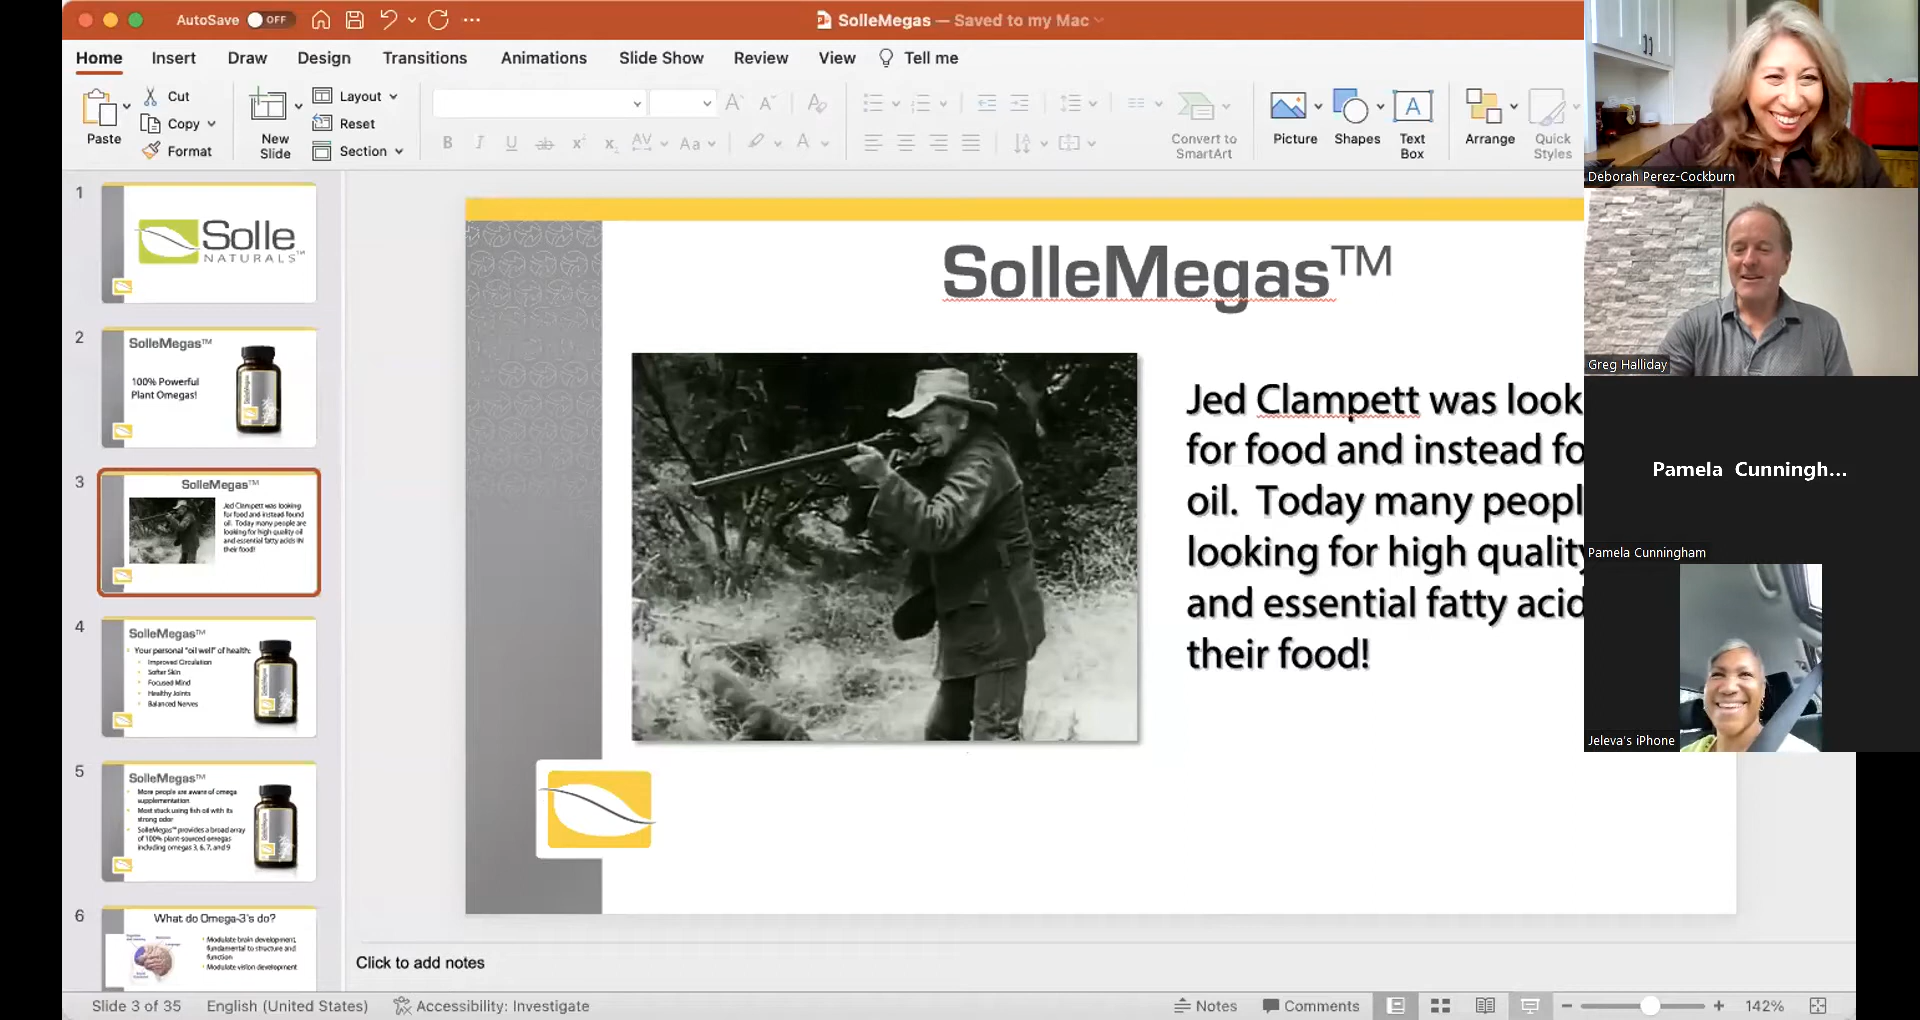 AutoSave OFF
SolleMegas — Saved to my Mac
Home Insert Draw Design Transitions Animations Slide Show Review View Tell me
Paste
Cut
Copy
Format
New
Slide
Layout
Reset
Section
Convert to
SmartArt
Picture
Shapes
Text
Box
Arrange
Quick
Styles
1
Solle
NATURALS™
2
SolleMegas™
100% Powerful
Plant Omegas!
3
SolleMegas™
Jed Clampett was looking
for food and instead found
oil. Today many people are
looking for high quality oil
and essential fatty acids IN
their food!
4
SolleMegas™
Your personal "oil well" of health:
Improved Circulation
Softer Skin
Focused Mind
Healthy Joints
Balanced Nerves
5
SolleMegas™
More people are aware of omega
supplementation
Most stuck using fish oil with its
strong odor
SolleMegas™ provides a broad array
of 100% plant-sourced omegas
including omegas 3, 6, 7, and 9
6
What do Omega-3's do?
Modulate brain development,
fundamental to structure and
function
Modulate vision development
SolleMegas™
Jed Clampett was look
for food and instead fo
oil. Today many peopl
looking for high quality
and essential fatty acid
their food!
Deborah Perez-Cockburn
Greg Halliday
Pamela Cunningh...
Pamela Cunningham
Jeleva's iPhone
Click to add notes
Slide 3 of 35 English (United States) Accessibility: Investigate
Notes Comments 142%